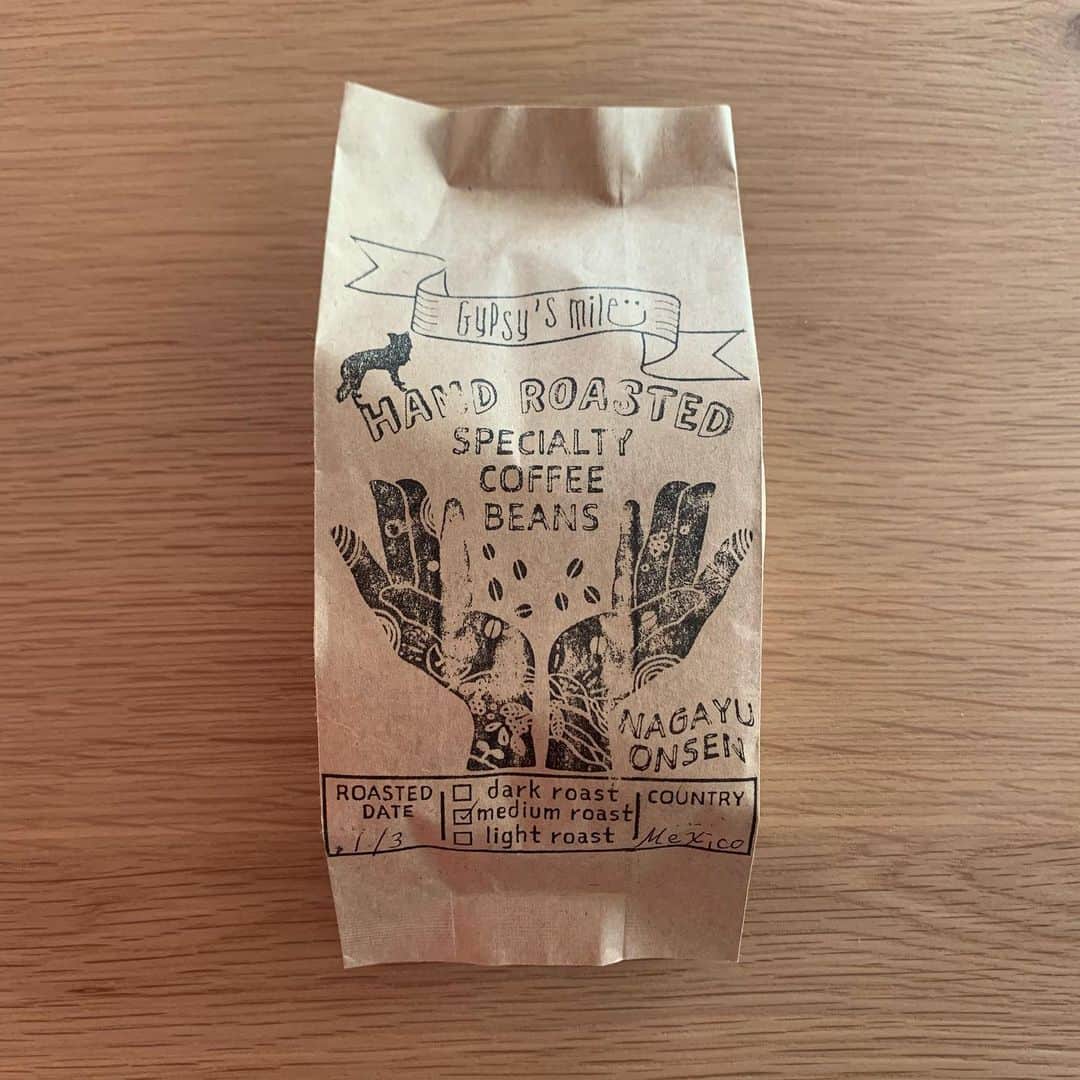 Gypsy's mile
HAND ROASTED
SPECIALTY
COFFEE
BEANS
NAGAYU
ONSEN
ROASTED
DATE
1/3
dark roast
medium roast
light roast
COUNTRY
Mexico